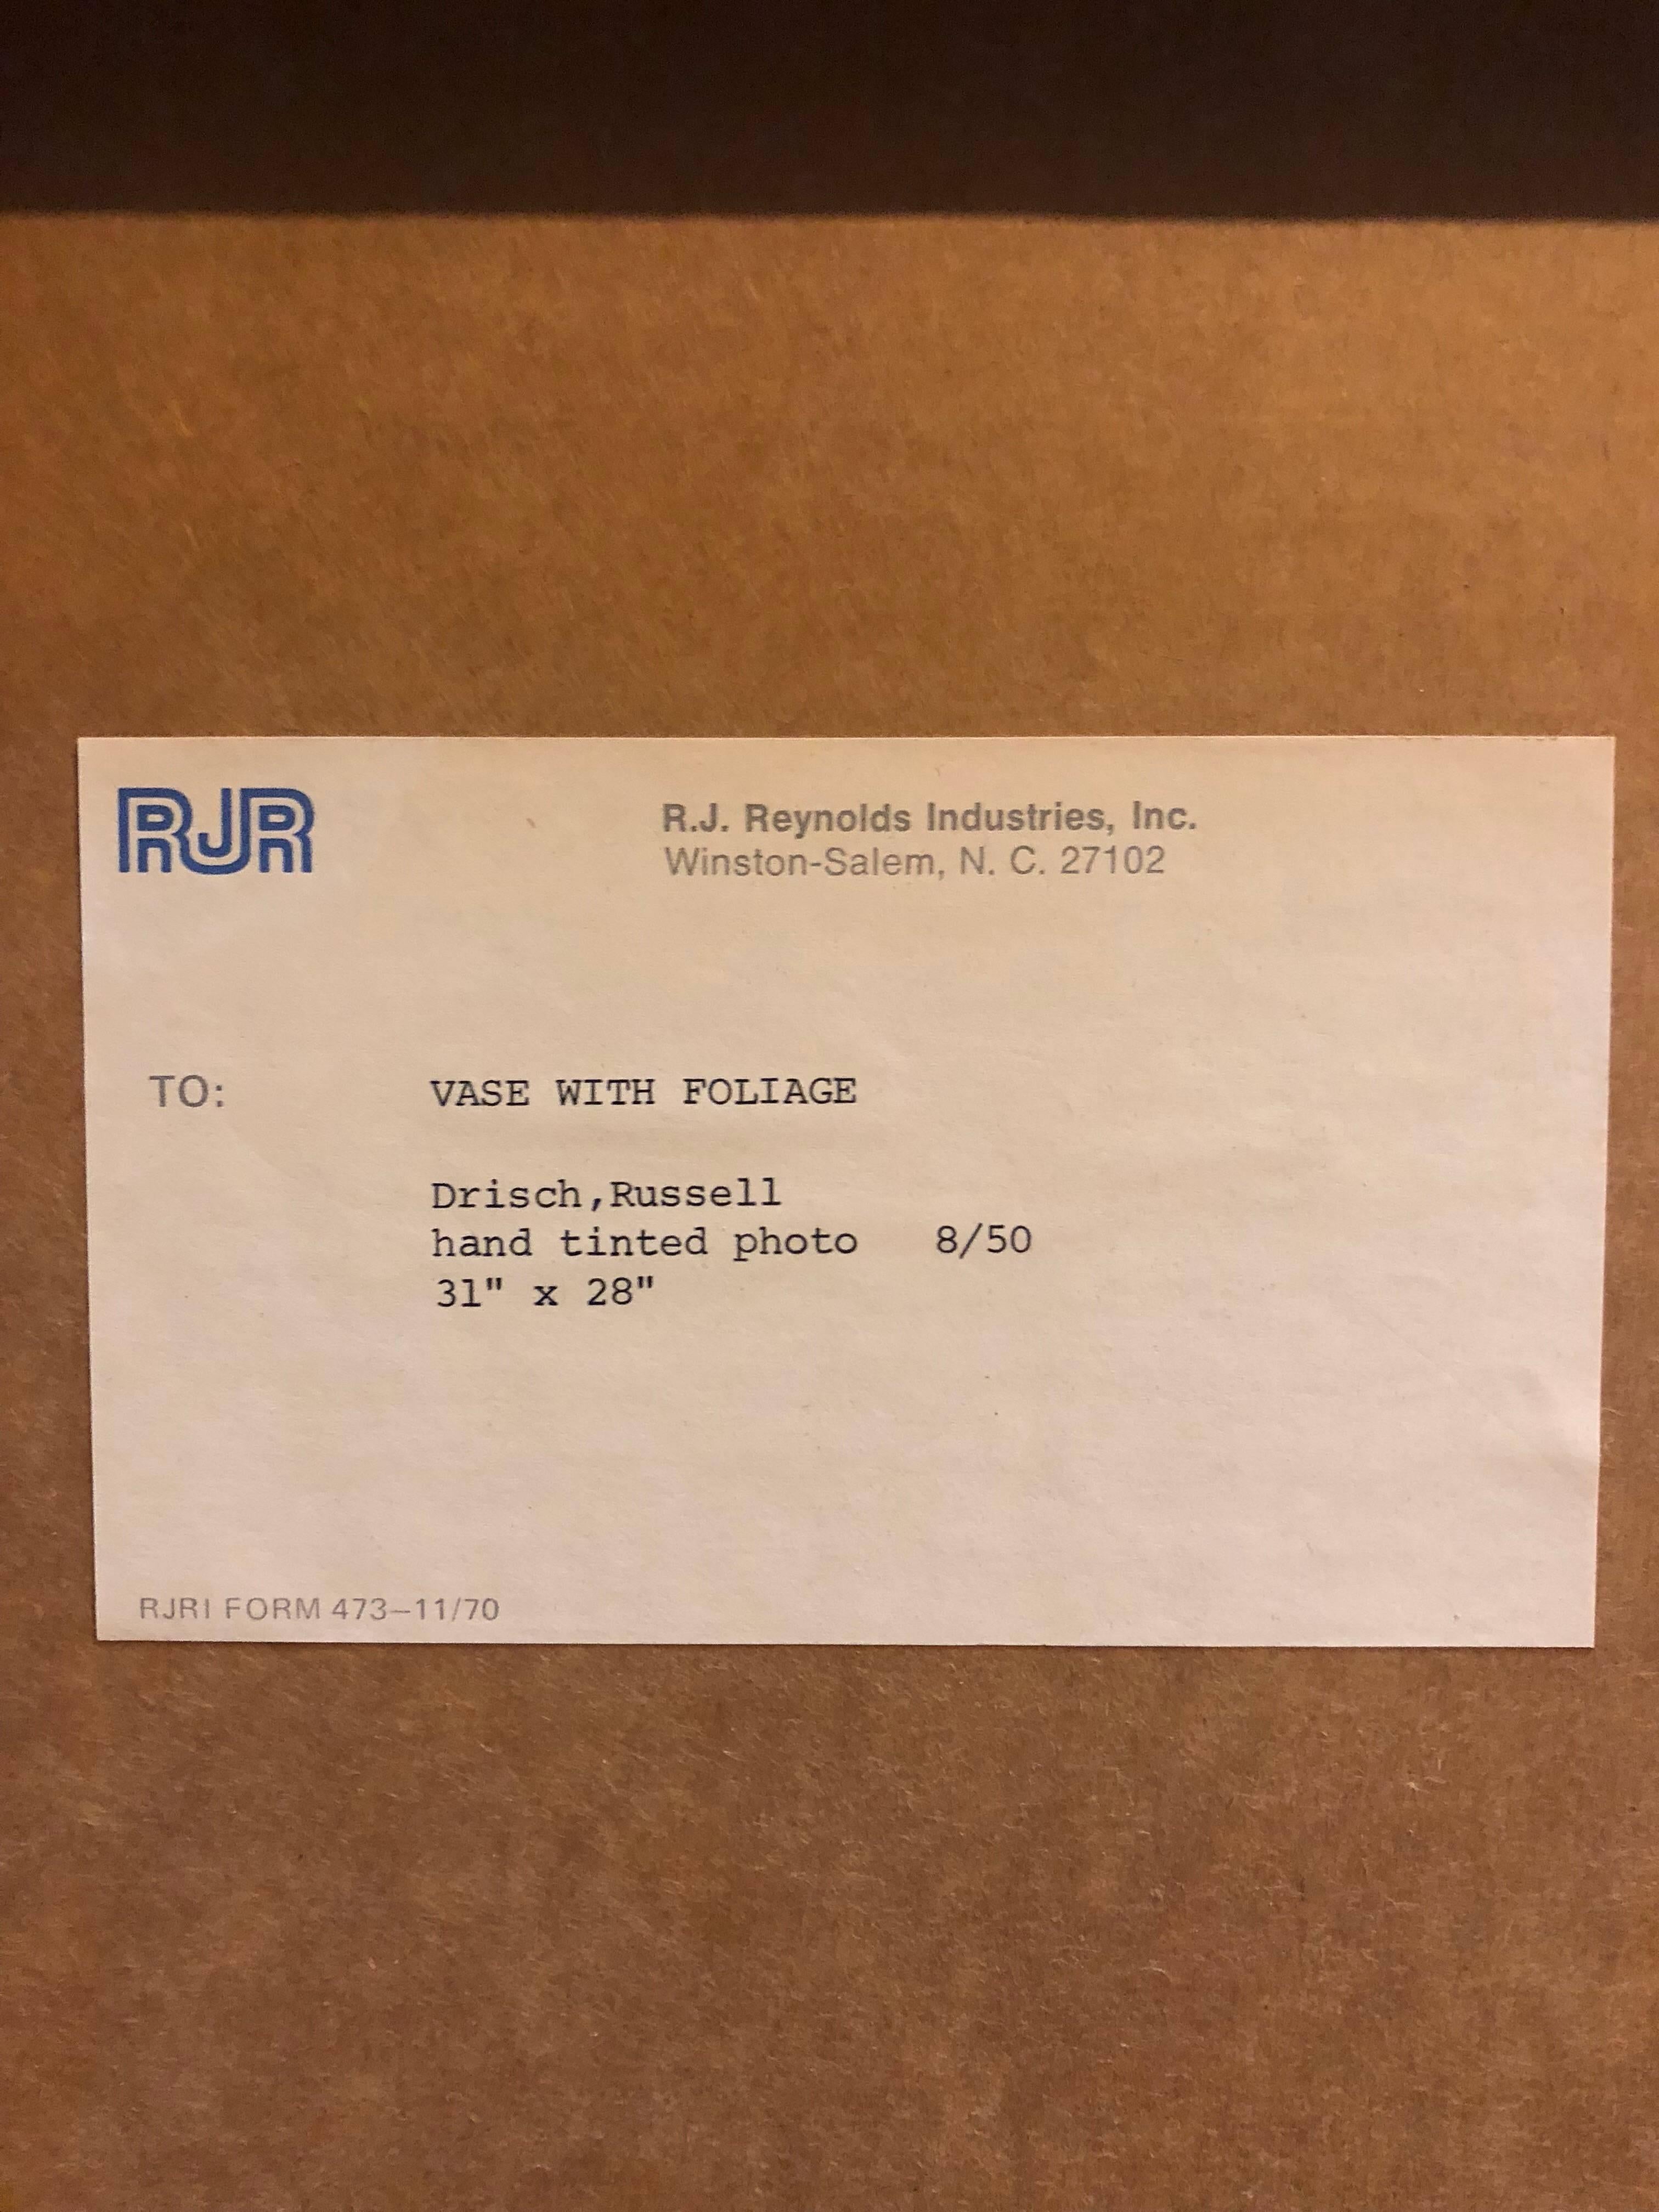 RJR
R.J. Reynolds Industries, Inc.
Winston-Salem, N. C. 27102
TO: VASE WITH FOLIAGE
Drisch,Russell
hand tinted photo 8/50
31" x 28"
RJRI FORM 473–11/70